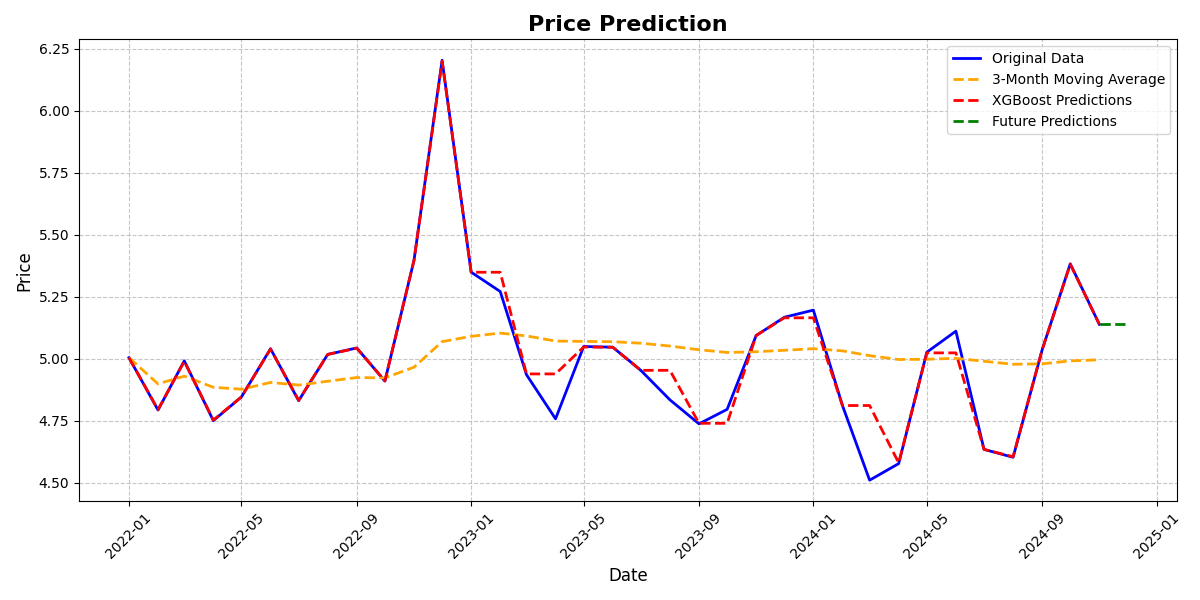 Price Prediction
Price
6.25
6.00
5.75
5.50
5.25
5.00
4.75
4.50
Original Data
3-Month Moving Average
XGBoost Predictions
Future Predictions
2022-01
2022-05
2022-09
2023-01
2023-05
2023-09
2024-01
2024-05
2024-09
2025-01
Date